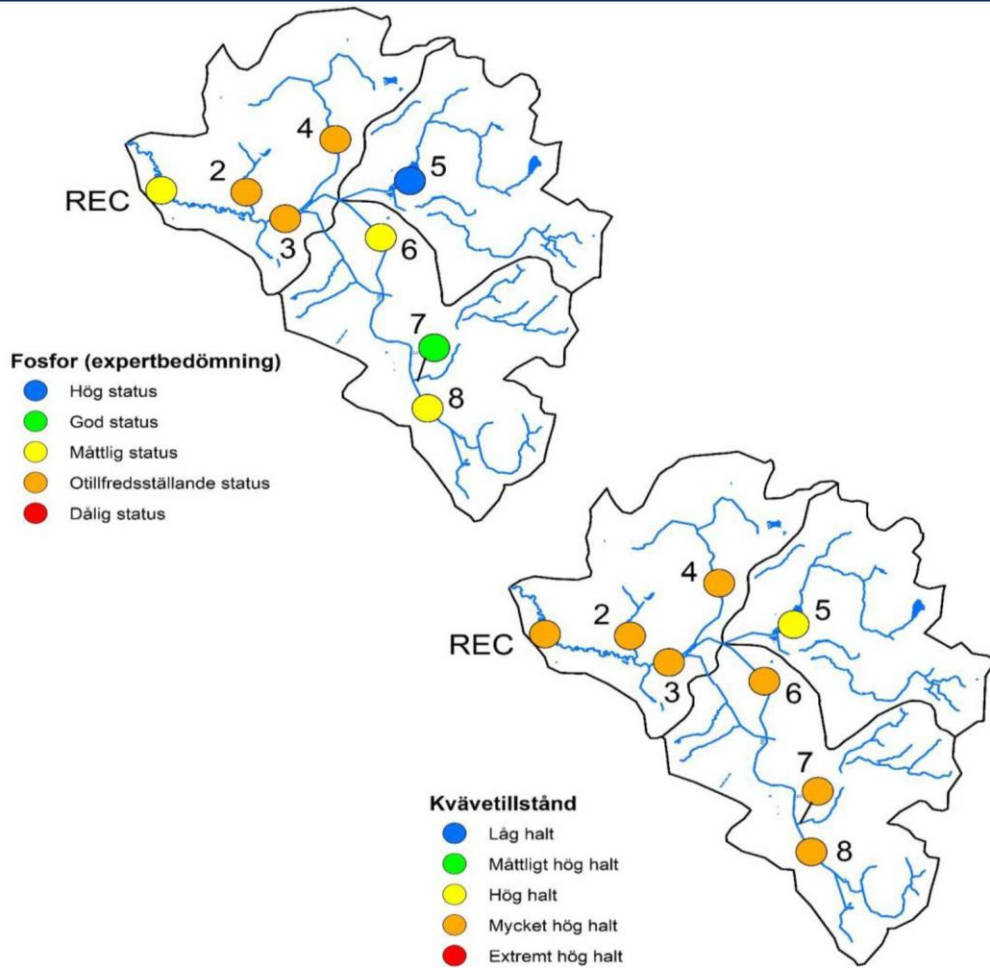 4
5
2
REC
3
6
7
8
Fosfor (expertbedömning)
Hög status
God status
Måttlig status
Otillfredsställande status
Dålig status
4
5
2
REC
3
6
7
8
Kvävetillstånd
Låg halt
Måttligt hög halt
Hög halt
Mycket hög halt
Extremt hög halt